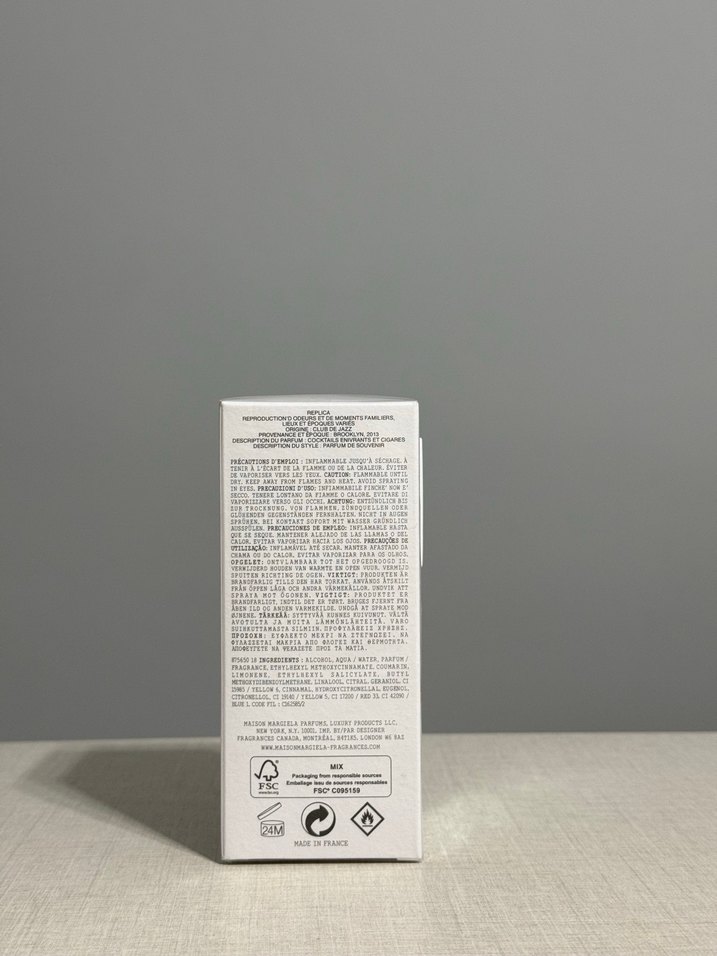 REPLICA
REPRODUCTION D'ODEURS ET DE MOMENTS FAMILIERS,
LIEUX ET ÉPOQUES VARIÉS
ORIGINE : CLUB DE JAZZ
PROVENANCE ET ÉPOQUE : BROOKLYN, 2013
DESCRIPTION DU PARFUM : COCKTAILS ENIVRANTS ET CIGARES
DESCRIPTION DU STYLE : PARFUM DE SOUVENIR
PRÉCAUTIONS D'EMPLOI : INFLAMMABLE JUSQU'À SÉCHAGE. À
TENIR À L'ÉCART DE LA FLAMME OU DE LA CHALEUR. ÉVITER
DE VAPORISER VERS LES YEUX. CAUTION: FLAMMABLE UNTIL
DRY. KEEP AWAY FROM FLAMES AND HEAT. AVOID SPRAYING
IN EYES. PRECAUZIONI D'USO: INFIAMMABILE FINCHE' NON E'
SECCO. TENERE LONTANO DA FIAMME O CALORE. EVITARE DI
VAPORIZZARE VERSO GLI OCCHI. ACHTUNG: ENTZÜNDLICH BIS
ZUR TROCKNUNG. VON FLAMMEN, ZÜNDQUELLEN ODER
GLÜHENDEN GEGENSTÄNDEN FERNHALTEN. NICHT IN AUGEN
SPRÜHEN. BEI KONTAKT SOFORT MIT WASSER GRÜNDLICH
AUSSPÜLEN. PRECAUCIONES DE EMPLEO: INFLAMABLE HASTA
QUE SE SEQUE. MANTENER ALEJADO DE LAS LLAMAS O DEL
CALOR. EVITAR VAPORIZAR HACIA LOS OJOS. PRECAUÇÕES DE
UTILIZAÇÃO: INFLAMÁVEL ATÉ SECAR. MANTER AFASTADO DA
CHAMA OU DO CALOR. EVITAR VAPORIZAR PARA OS OLHOS.
OPGELET: ONTVLAMBAAR TOT HET OPGEDROOGD IS.
VERWIJDERD HOUDEN VAN WARMTE EN OPEN VUUR. VERMIJD
SPUITEN RICHTING DE OGEN. VIKTIGT: PRODUKTEN ÄR
BRANDFARLIG TILLS DEN HAR TORKAT. ANVÄNDS ÅTSKILT
FRÅN ÖPPEN LÅGA OCH ANDRA VÄRMEKÄLLOR. UNDVIK ATT
SPRAYA MOT ÖGONEN. VIGTIGT: PRODUKTET ER
BRANDFARLIGT, INDTIL DET ER TØRT. BRUGES FJERNT FRA
ÅBEN ILD OG ANDEN VARMEKILDE. UNDGÅ AT SPRAYE MOD
ØJNENE. TÄRKEÄÄ: SYTTYVÄÄ KUNNES KUIVUNUT. VÄLTÄ
AVOTULTA JA MUITA LÄMMÖNLÄHTEITÄ. VARO
SUIHKUTTAMASTA SILMIIN. ΠΡΟΦΥΛΑΞΕΙΣ ΧΡΗΣΗΣ.
ΠΡΟΣΟΧΗ: ΕΥΦΛΕΚΤΟ ΜΕΧΡΙ ΝΑ ΣΤΕΓΝΩΣΕΙ. ΝΑ
ΦΥΛΑΣΣΕΤΑΙ ΜΑΚΡΙΑ ΑΠΟ ΦΛΟΓΕΣ ΚΑΙ ΘΕΡΜΟΤΗΤΑ.
ΑΠΟΦΕΥΓΕΤΕ ΝΑ ΨΕΚΑΖΕΤΕ ΠΡΟΣ ΤΑ ΜΑΤΙΑ.
875650 18 INGREDIENTS : ALCOHOL, AQUA / WATER, PARFUM /
FRAGRANCE, ETHYLHEXYL METHOXYCINNAMATE, COUMARIN,
LIMONENE, ETHYLHEXYL SALICYLATE, BUTYL
METHOXYDIBENZOYLMETHANE, LINALOOL, CITRAL, GERANIOL, CI
15985 / YELLOW 6, CINNAMAL, HYDROXYCITRONELLAL, EUGENOL,
CITRONELLOL, CI 19140 / YELLOW 5, CI 17200 / RED 33, CI 42090 /
BLUE 1. CODE FIL : C162585/2
MAISON MARGIELA PARFUMS, LUXURY PRODUCTS LLC,
NEW YORK, N.Y. 10001. IMP. BY/PAR DESIGNER
FRAGRANCES CANADA, MONTRÉAL, H4T1K5. LONDON W6 8AZ
WWW.MAISONMARGIELA-FRAGRANCES.COM
FSC
www.fsc.org
MIX
Packaging from responsible sources
Emballage issu de sources responsables
FSC® C095159
24M
MADE IN FRANCE